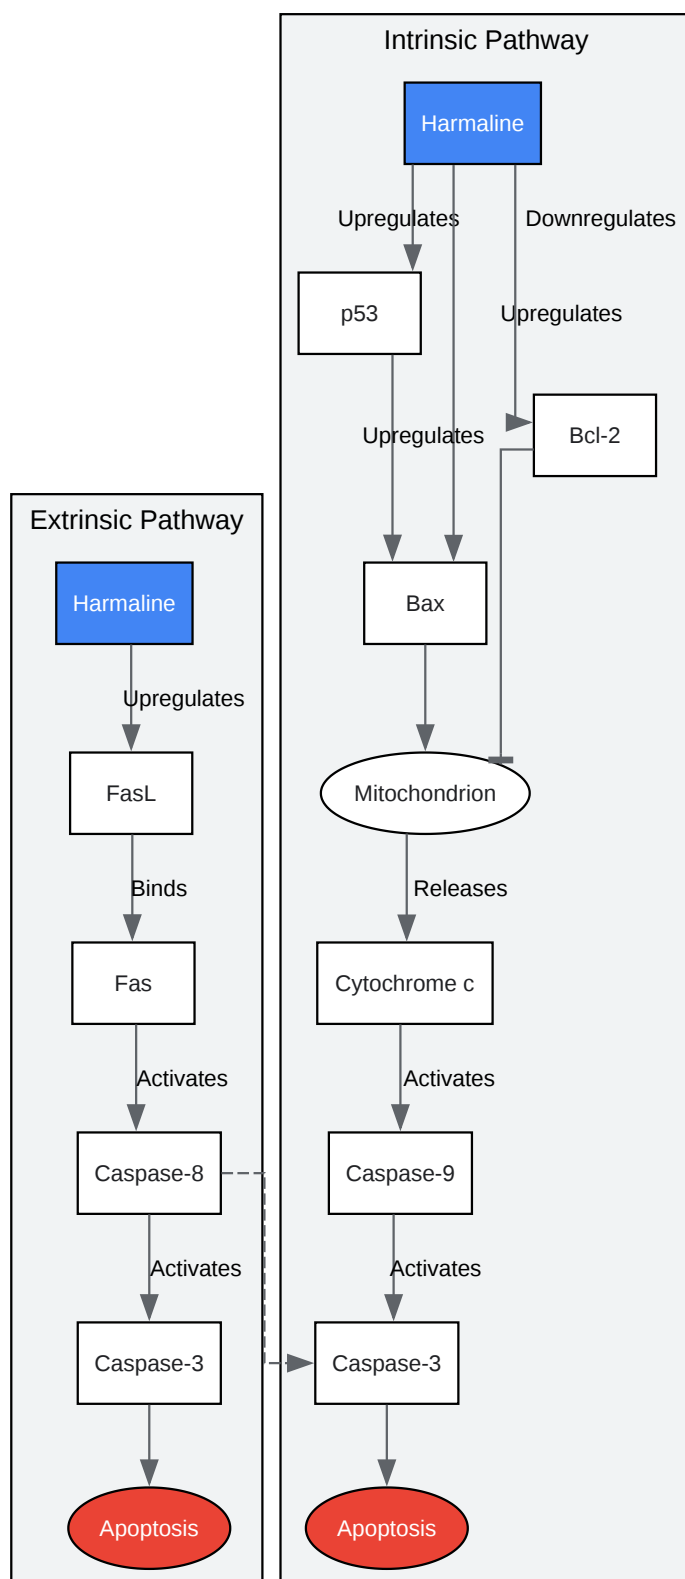 Intrinsic Pathway
Harmaline
Upregulates
Downregulates
p53
Upregulates
Bcl-2
Upregulates
Bax
Mitochondrion
Releases
Cytochrome c
Activates
Caspase-9
Activates
Caspase-3
Apoptosis
Extrinsic Pathway
Harmaline
Upregulates
FasL
Binds
Fas
Activates
Caspase-8
Activates
Caspase-3
Apoptosis